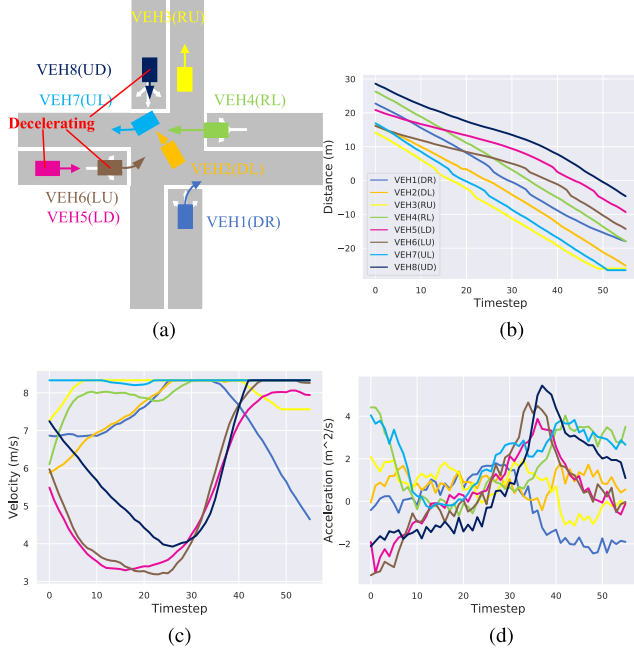 VEH3(RU)
VEH8(UD)
VEH7(UL)
VEH4(RL)
Decelerating
VEH2(DL)
VEH6(LU)
VEH5(LD)
VEH1(DR)
(a)
Distance (m)
30
20
10
0
−10
−20
VEH1(DR)
VEH2(DL)
VEH3(RU)
VEH4(RL)
VEH5(LD)
VEH6(LU)
VEH7(UL)
VEH8(UD)
0 10 20 30 40 50
Timestep
(b)
Velocity (m/s)
8
7
6
5
4
3
0 10 20 30 40 50
Timestep
(c)
Acceleration (m^2/s)
4
2
0
−2
0 10 20 30 40 50
Timestep
(d)